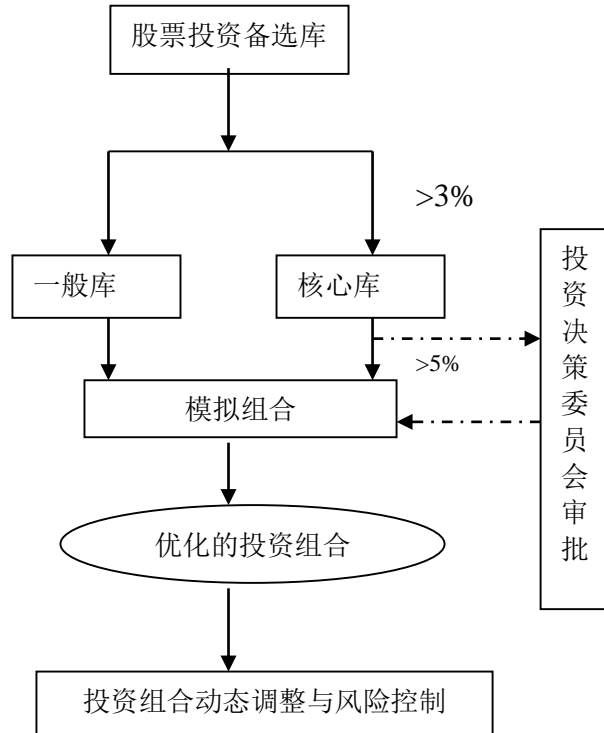 股票投资备选库
>3%
一般库
核心库
投资决策委员会审批
>5%
模拟组合
优化的投资组合
投资组合动态调整与风险控制